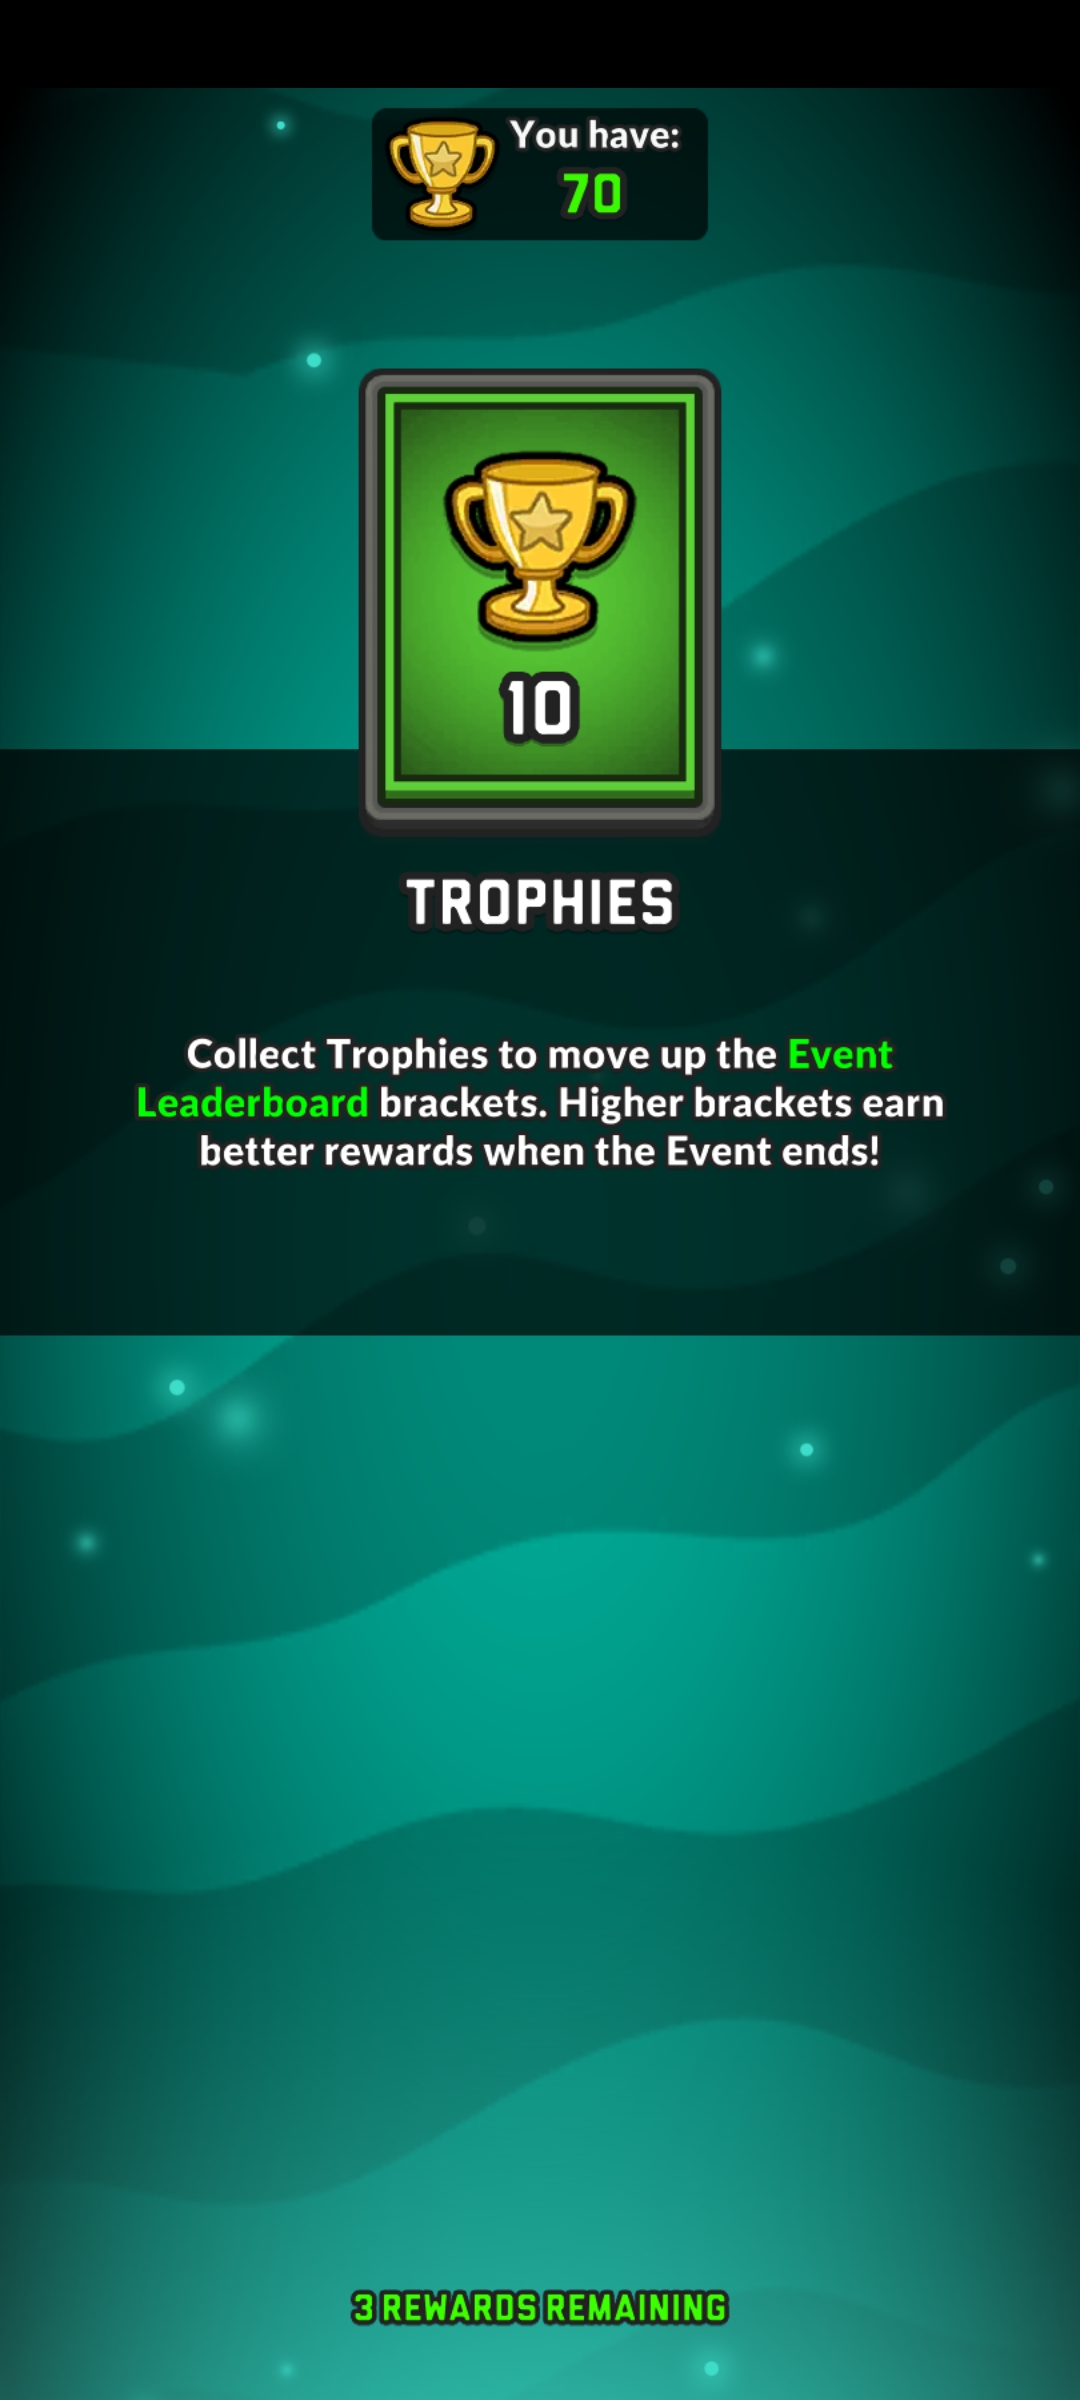 You have:
70
10
TROPHIES
Collect Trophies to move up the Event
Leaderboard brackets. Higher brackets earn
better rewards when the Event ends!
3 REWARDS REMAINING